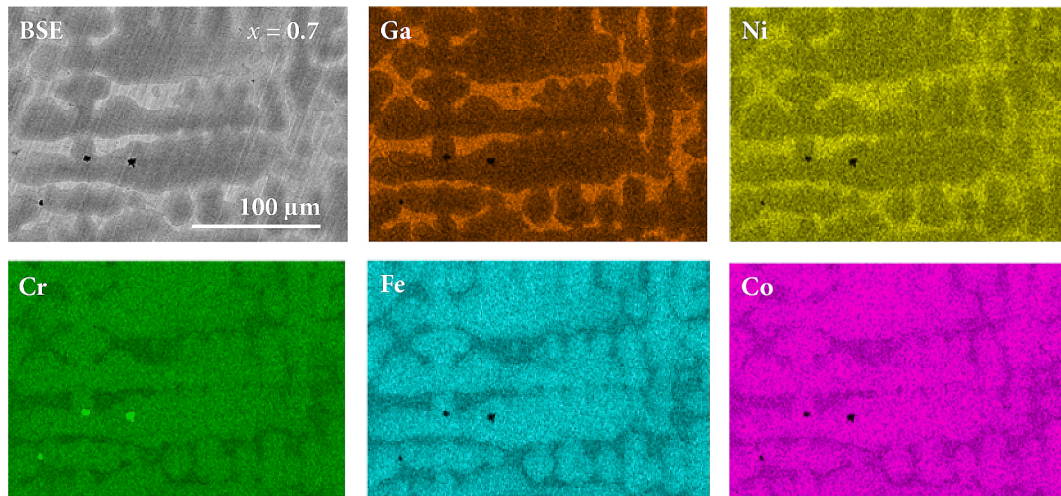 BSE
x = 0.7
100 µm
Ga
Ni
Cr
Fe
Co